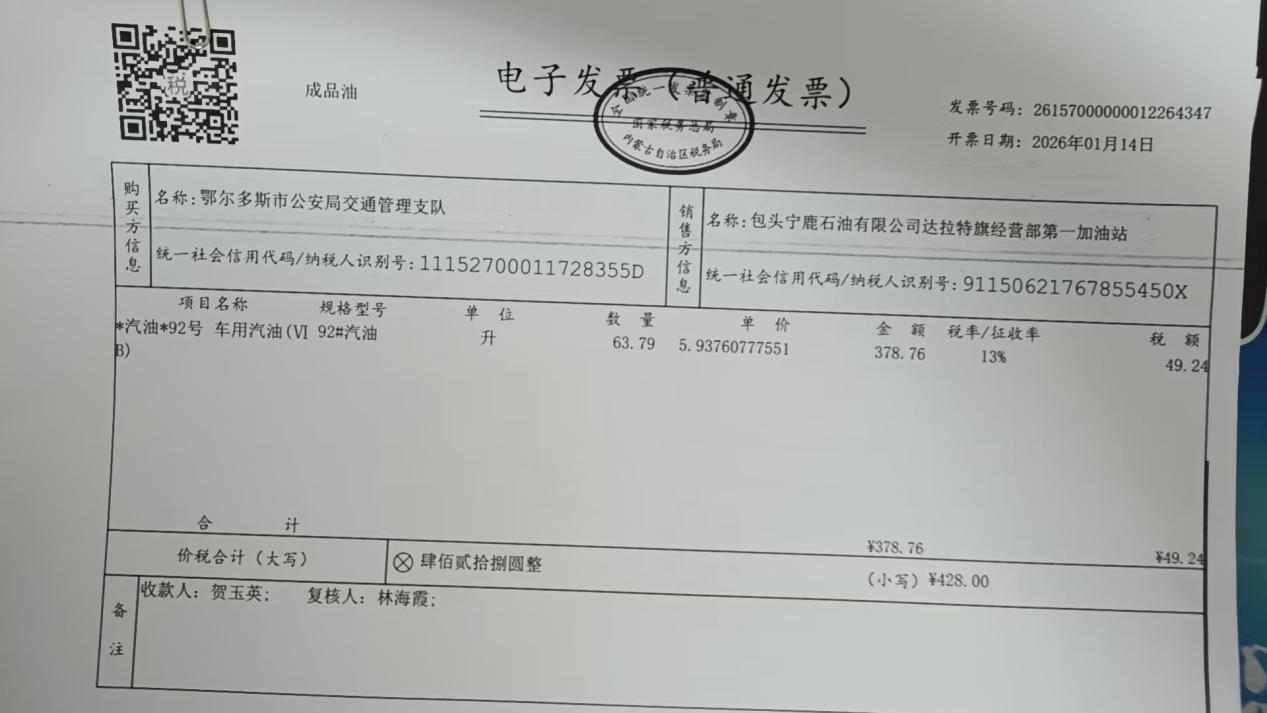 税
成品油
电子发票（普通发票）
全国统一发票监制章
国家税务总局
内蒙古自治区税务局
发票号码：26157000000012264347
开票日期：2026年01月14日
购买方信息
名称：鄂尔多斯市公安局交通管理支队
统一社会信用代码/纳税人识别号：11152700011728355D
销售方信息
名称：包头宁鹿石油有限公司达拉特旗经营部第一加油站
统一社会信用代码/纳税人识别号：91150621767855450X
项目名称 规格型号 单 位 数 量 单 价 金 额 税率/征收率 税 额
*汽油*92号 车用汽油(VI 92#汽油 升 63.79 5.93760777551 378.76 13% 49.24
B)
合 计 ¥378.76 ¥49.24
价税合计（大写） ⊗ 肆佰贰拾捌圆整 （小写）¥428.00
备注
收款人：贺玉英； 复核人：林海霞；